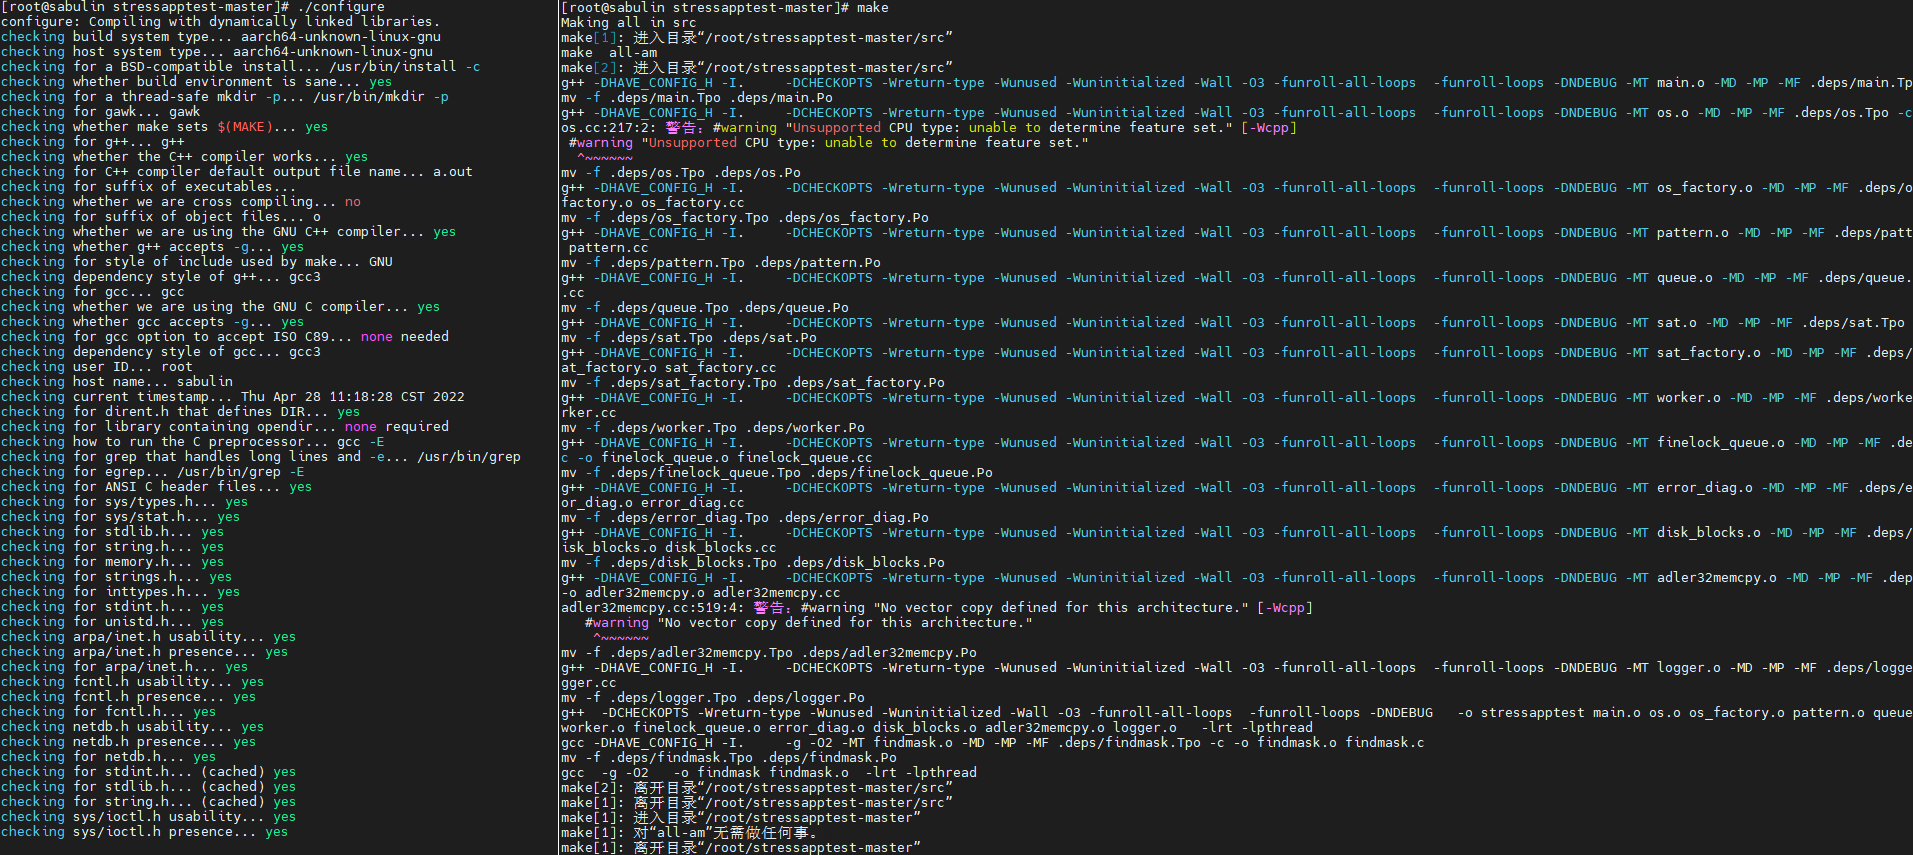 [root@sabulin stressapptest-master]# ./configure
configure: Compiling with dynamically linked libraries.
checking build system type... aarch64-unknown-linux-gnu
checking host system type... aarch64-unknown-linux-gnu
checking for a BSD-compatible install... /usr/bin/install -c
checking whether build environment is sane... yes
checking for a thread-safe mkdir -p... /usr/bin/mkdir -p
checking for gawk... gawk
checking whether make sets $(MAKE)... yes
checking for g++... g++
checking whether the C++ compiler works... yes
checking for C++ compiler default output file name... a.out
checking for suffix of executables...
checking whether we are cross compiling... no
checking for suffix of object files... o
checking whether we are using the GNU C++ compiler... yes
checking whether g++ accepts -g... yes
checking for style of include used by make... GNU
checking dependency style of g++... gcc3
checking for gcc... gcc
checking whether we are using the GNU C compiler... yes
checking whether gcc accepts -g... yes
checking for gcc option to accept ISO C89... none needed
checking dependency style of gcc... gcc3
checking user ID... root
checking host name... sabulin
checking current timestamp... Thu Apr 28 11:18:28 CST 2022
checking for dirent.h that defines DIR... yes
checking for library containing opendir... none required
checking how to run the C preprocessor... gcc -E
checking for grep that handles long lines and -e... /usr/bin/grep
checking for egrep... /usr/bin/grep -E
checking for ANSI C header files... yes
checking for sys/types.h... yes
checking for sys/stat.h... yes
checking for stdlib.h... yes
checking for string.h... yes
checking for memory.h... yes
checking for strings.h... yes
checking for inttypes.h... yes
checking for stdint.h... yes
checking for unistd.h... yes
checking arpa/inet.h usability... yes
checking arpa/inet.h presence... yes
checking for arpa/inet.h... yes
checking fcntl.h usability... yes
checking fcntl.h presence... yes
checking for fcntl.h... yes
checking netdb.h usability... yes
checking netdb.h presence... yes
checking for netdb.h... yes
checking for stdint.h... (cached) yes
checking for stdlib.h... (cached) yes
checking for string.h... (cached) yes
checking sys/ioctl.h usability... yes
checking sys/ioctl.h presence... yes
[root@sabulin stressapptest-master]# make
Making all in src
make[1]: 进入目录“/root/stressapptest-master/src”
make  all-am
make[2]: 进入目录“/root/stressapptest-master/src”
g++ -DHAVE_CONFIG_H -I.     -DCHECKOPTS -Wreturn-type -Wunused -Wuninitialized -Wall -O3 -funroll-all-loops  -funroll-loops -DNDEBUG -MT main.o -MD -MP -MF .deps/main.Tp
mv -f .deps/main.Tpo .deps/main.Po
g++ -DHAVE_CONFIG_H -I.     -DCHECKOPTS -Wreturn-type -Wunused -Wuninitialized -Wall -O3 -funroll-all-loops  -funroll-loops -DNDEBUG -MT os.o -MD -MP -MF .deps/os.Tpo -c
os.cc:217:2: 警告：#warning "Unsupported CPU type: unable to determine feature set." [-Wcpp]
 #warning "Unsupported CPU type: unable to determine feature set."
  ^~~~~~~
mv -f .deps/os.Tpo .deps/os.Po
g++ -DHAVE_CONFIG_H -I.     -DCHECKOPTS -Wreturn-type -Wunused -Wuninitialized -Wall -O3 -funroll-all-loops  -funroll-loops -DNDEBUG -MT os_factory.o -MD -MP -MF .deps/o
factory.o os_factory.cc
mv -f .deps/os_factory.Tpo .deps/os_factory.Po
g++ -DHAVE_CONFIG_H -I.     -DCHECKOPTS -Wreturn-type -Wunused -Wuninitialized -Wall -O3 -funroll-all-loops  -funroll-loops -DNDEBUG -MT pattern.o -MD -MP -MF .deps/patt
 pattern.cc
mv -f .deps/pattern.Tpo .deps/pattern.Po
g++ -DHAVE_CONFIG_H -I.     -DCHECKOPTS -Wreturn-type -Wunused -Wuninitialized -Wall -O3 -funroll-all-loops  -funroll-loops -DNDEBUG -MT queue.o -MD -MP -MF .deps/queue.
.cc
mv -f .deps/queue.Tpo .deps/queue.Po
g++ -DHAVE_CONFIG_H -I.     -DCHECKOPTS -Wreturn-type -Wunused -Wuninitialized -Wall -O3 -funroll-all-loops  -funroll-loops -DNDEBUG -MT sat.o -MD -MP -MF .deps/sat.Tpo
mv -f .deps/sat.Tpo .deps/sat.Po
g++ -DHAVE_CONFIG_H -I.     -DCHECKOPTS -Wreturn-type -Wunused -Wuninitialized -Wall -O3 -funroll-all-loops  -funroll-loops -DNDEBUG -MT sat_factory.o -MD -MP -MF .deps/
at_factory.o sat_factory.cc
mv -f .deps/sat_factory.Tpo .deps/sat_factory.Po
g++ -DHAVE_CONFIG_H -I.     -DCHECKOPTS -Wreturn-type -Wunused -Wuninitialized -Wall -O3 -funroll-all-loops  -funroll-loops -DNDEBUG -MT worker.o -MD -MP -MF .deps/worke
rker.cc
mv -f .deps/worker.Tpo .deps/worker.Po
g++ -DHAVE_CONFIG_H -I.     -DCHECKOPTS -Wreturn-type -Wunused -Wuninitialized -Wall -O3 -funroll-all-loops  -funroll-loops -DNDEBUG -MT finelock_queue.o -MD -MP -MF .de
c -o finelock_queue.o finelock_queue.cc
mv -f .deps/finelock_queue.Tpo .deps/finelock_queue.Po
g++ -DHAVE_CONFIG_H -I.     -DCHECKOPTS -Wreturn-type -Wunused -Wuninitialized -Wall -O3 -funroll-all-loops  -funroll-loops -DNDEBUG -MT error_diag.o -MD -MP -MF .deps/e
or_diag.o error_diag.cc
mv -f .deps/error_diag.Tpo .deps/error_diag.Po
g++ -DHAVE_CONFIG_H -I.     -DCHECKOPTS -Wreturn-type -Wunused -Wuninitialized -Wall -O3 -funroll-all-loops  -funroll-loops -DNDEBUG -MT disk_blocks.o -MD -MP -MF .deps/
isk_blocks.o disk_blocks.cc
mv -f .deps/disk_blocks.Tpo .deps/disk_blocks.Po
g++ -DHAVE_CONFIG_H -I.     -DCHECKOPTS -Wreturn-type -Wunused -Wuninitialized -Wall -O3 -funroll-all-loops  -funroll-loops -DNDEBUG -MT adler32memcpy.o -MD -MP -MF .dep
-o adler32memcpy.o adler32memcpy.cc
adler32memcpy.cc:519:4: 警告：#warning "No vector copy defined for this architecture." [-Wcpp]
   #warning "No vector copy defined for this architecture."
    ^~~~~~~
mv -f .deps/adler32memcpy.Tpo .deps/adler32memcpy.Po
g++ -DHAVE_CONFIG_H -I.     -DCHECKOPTS -Wreturn-type -Wunused -Wuninitialized -Wall -O3 -funroll-all-loops  -funroll-loops -DNDEBUG -MT logger.o -MD -MP -MF .deps/logge
gger.cc
mv -f .deps/logger.Tpo .deps/logger.Po
g++  -DCHECKOPTS -Wreturn-type -Wunused -Wuninitialized -Wall -O3 -funroll-all-loops  -funroll-loops -DNDEBUG   -o stressapptest main.o os.o os_factory.o pattern.o queue
worker.o finelock_queue.o error_diag.o disk_blocks.o adler32memcpy.o logger.o   -lrt -lpthread
gcc -DHAVE_CONFIG_H -I.     -g -O2 -MT findmask.o -MD -MP -MF .deps/findmask.Tpo -c -o findmask.o findmask.c
mv -f .deps/findmask.Tpo .deps/findmask.Po
gcc  -g -O2   -o findmask findmask.o  -lrt -lpthread
make[2]: 离开目录“/root/stressapptest-master/src”
make[1]: 离开目录“/root/stressapptest-master/src”
make[1]: 进入目录“/root/stressapptest-master”
make[1]: 对“all-am”无需做任何事。
make[1]: 离开目录“/root/stressapptest-master”